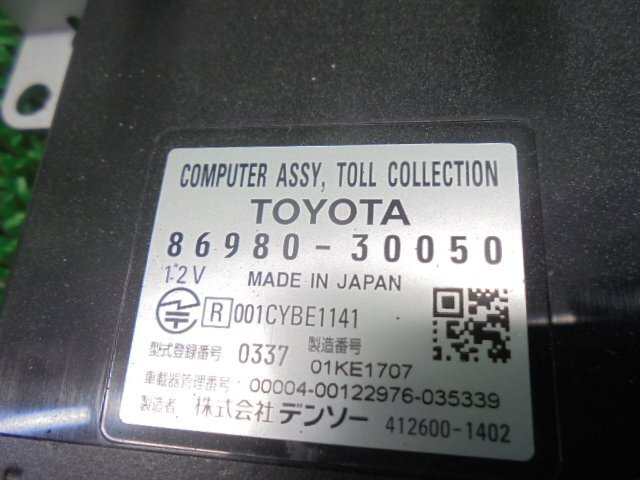 COMPUTER ASSY, TOLL COLLECTION
TOYOTA
86980-30050
12V MADE IN JAPAN
R 001CYBE1141
型式登録番号 0337 製造番号 01KE1707
車載器管理番号 00004-00122976-035339
製造者 株式会社 デンソー 412600-1402